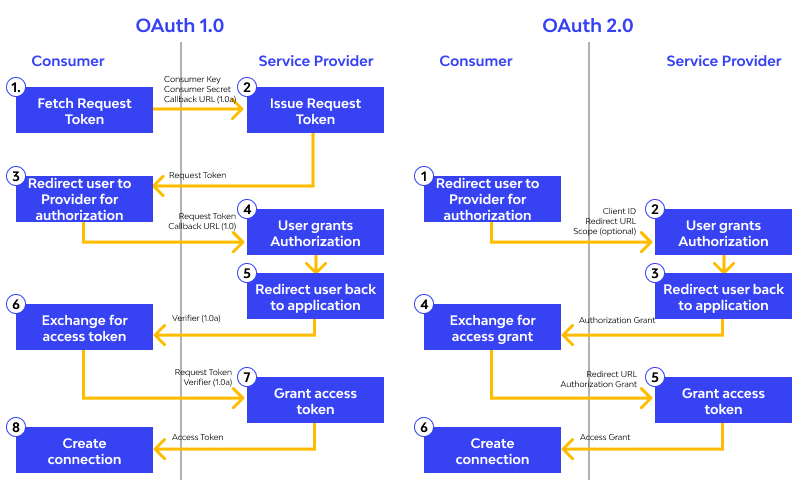 OAuth 1.0
Consumer
Service Provider
1.
Fetch Request
Token
Consumer Key
Consumer Secret
Callback URL (1.0a)
2
Issue Request
Token
Request Token
3
Redirect user to
Provider for
authorization
Request Token
Callback URL (1.0)
4
User grants
Authorization
5
Redirect user back
to application
Verifier (1.0a)
6
Exchange for
access token
Request Token
Verifier (1.0a)
7
Grant access
token
Access Token
8
Create
connection
OAuth 2.0
Consumer
Service Provider
1
Redirect user to
Provider for
authorization
Client ID
Redirect URL
Scope (optional)
2
User grants
Authorization
3
Redirect user back
to application
Authorization Grant
4
Exchange for
access grant
Redirect URL
Authorization Grant
5
Grant access
token
Access Grant
6
Create
connection